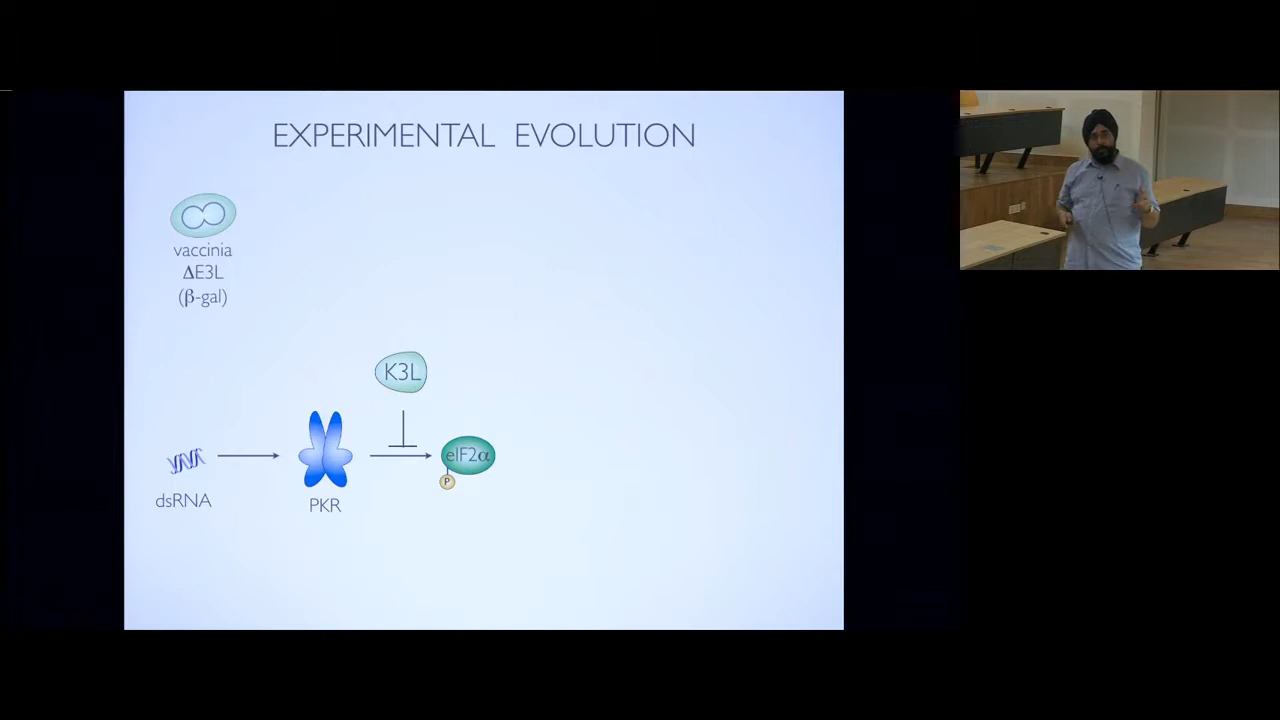 EXPERIMENTAL EVOLUTION
vaccinia
ΔE3L
(β-gal)
K3L
eIF2α
P
dsRNA
PKR